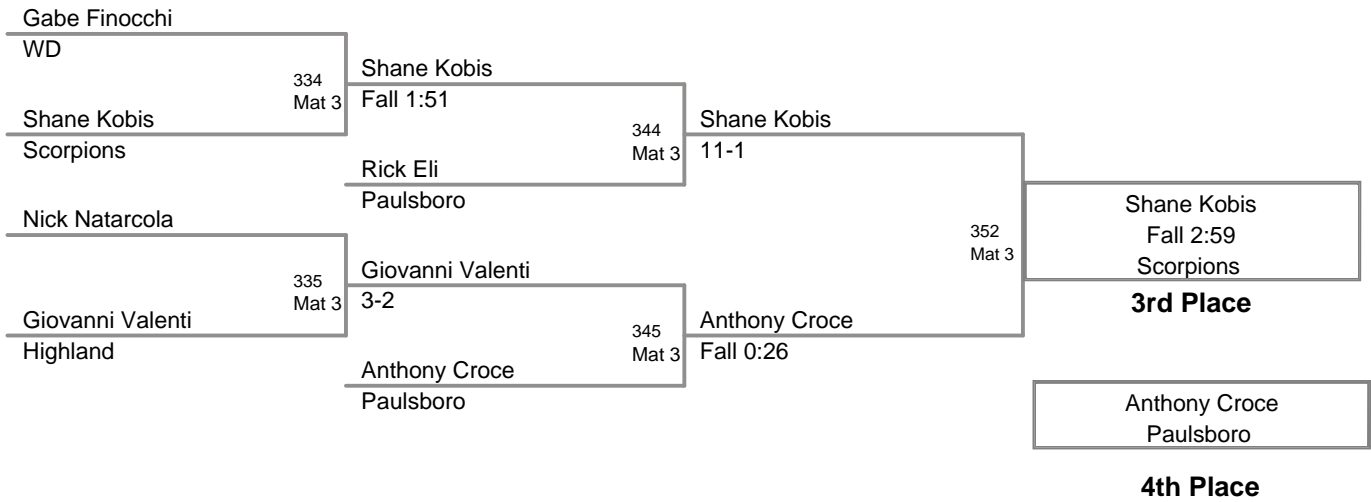 Gabe Finocchi
WD
334
Mat 3
Shane Kobis
Scorpions
Shane Kobis
Fall 1:51
Rick Eli
Paulsboro
344
Mat 3
Shane Kobis
11-1
Nick Natarcola
335
Mat 3
Giovanni Valenti
Highland
Giovanni Valenti
3-2
Anthony Croce
Paulsboro
345
Mat 3
Anthony Croce
Fall 0:26
352
Mat 3
Shane Kobis
Fall 2:59
Scorpions
3rd Place
Anthony Croce
Paulsboro
4th Place